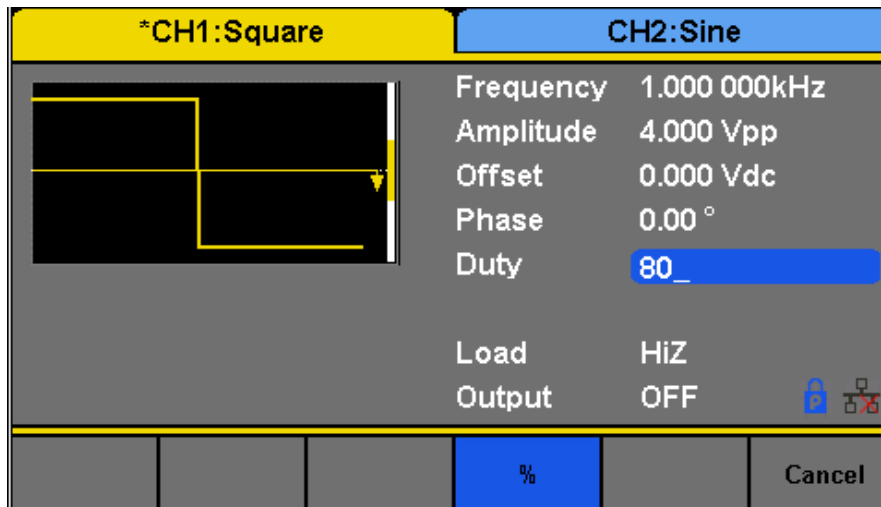 *CH1:Square
CH2:Sine
Frequency 1.000 000kHz
Amplitude 4.000 Vpp
Offset 0.000 Vdc
Phase 0.00 °
Duty 80_
Load HiZ
Output OFF
P
% Cancel